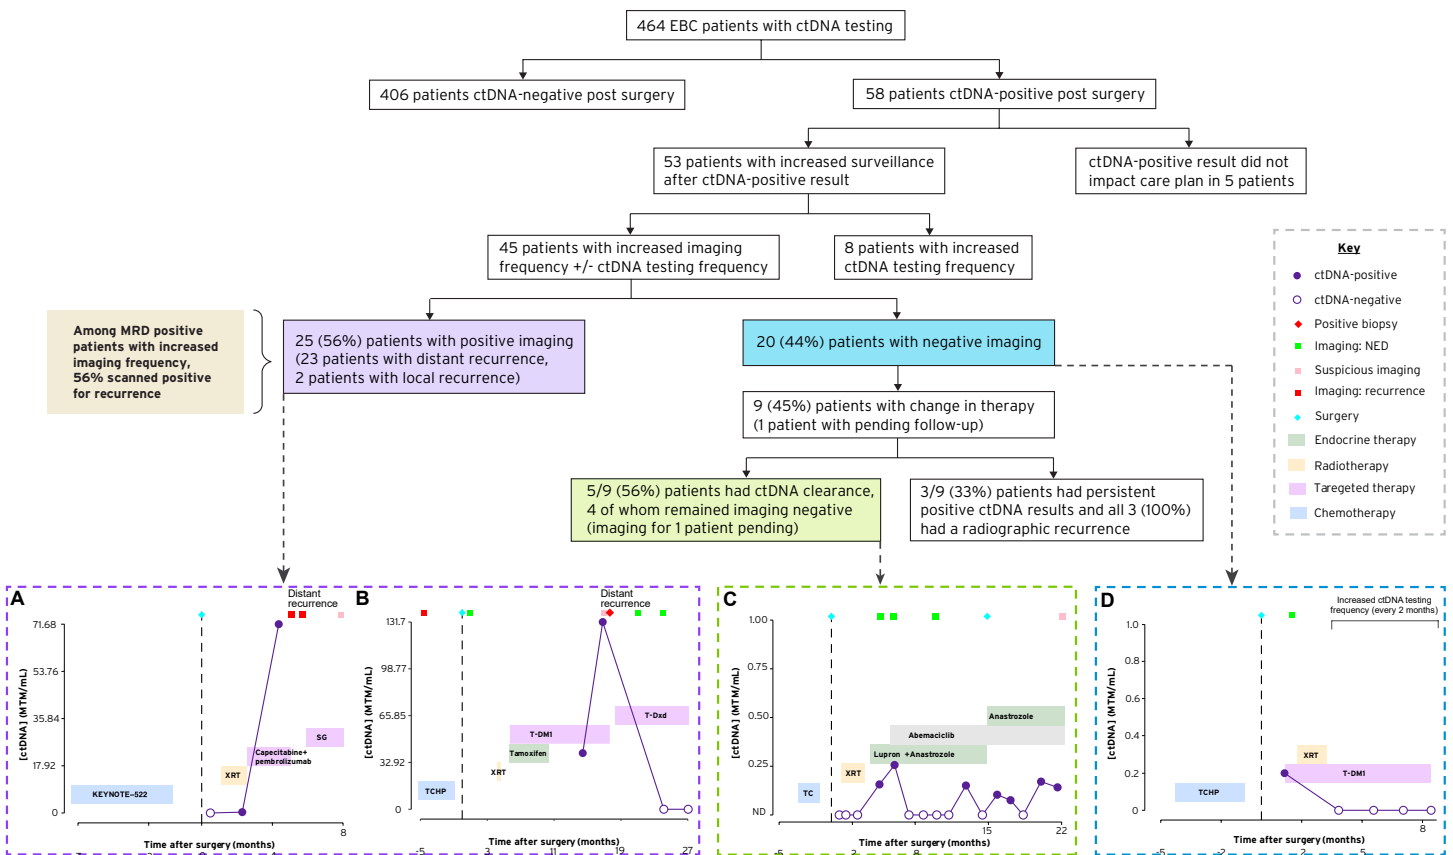 464 EBC patients with ctDNA testing
406 patients ctDNA-negative post surgery
58 patients ctDNA-positive post surgery
53 patients with increased surveillance
after ctDNA-positive result
ctDNA-positive result did not
impact care plan in 5 patients
45 patients with increased imaging
frequency +/- ctDNA testing frequency
8 patients with increased
ctDNA testing frequency
Among MRD positive
patients with increased
imaging frequency,
56% scanned positive
for recurrence
25 (56%) patients with positive imaging
(23 patients with distant recurrence,
2 patients with local recurrence)
20 (44%) patients with negative imaging
9 (45%) patients with change in therapy
(1 patient with pending follow-up)
5/9 (56%) patients had ctDNA clearance,
4 of whom remained imaging negative
(imaging for 1 patient pending)
3/9 (33%) patients had persistent
positive ctDNA results and all 3 (100%)
had a radiographic recurrence
Key
ctDNA-positive
ctDNA-negative
Positive biopsy
Imaging: NED
Suspicious imaging
Imaging: recurrence
Surgery
Endocrine therapy
Radiotherapy
Taregeted therapy
Chemotherapy
A
Distant
recurrence
71.68
53.76
35.84
17.92
0
[ctDNA] (MTM/mL)
KEYNOTE–522
XRT
Capecitabine+
pembrolizumab
SG
8
Time after surgery (months)
B
Distant
recurrence
131.7
98.77
65.85
32.92
0
[ctDNA] (MTM/mL)
TCHP
XRT
Tamoxifen
T-DM1
T-Dxd
-5 3 11 19 27
Time after surgery (months)
C
1.00
0.75
0.50
0.25
ND
[ctDNA] (MTM/mL)
TC
XRT
Lupron +Anastrozole
Abemaciclib
Anastrozole
-5 2 8 15 22
Time after surgery (months)
D
Increased ctDNA testing
frequency (every 2 months)
1.0
0.8
0.6
0.4
0.2
0
[ctDNA] (MTM/mL)
TCHP
XRT
T-DM1
-5 -2 2 5 8
Time after surgery (months)